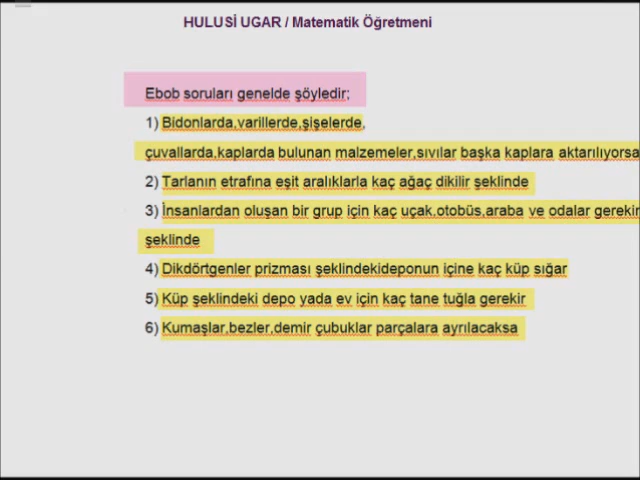 HULUSİ UGAR / Matematik Öğretmeni
Ebob soruları genelde şöyledir;
1) Bidonlarda,varillerde,şişelerde,
çuvallarda,kaplarda bulunan malzemeler,sıvılar başka kaplara aktarılıyorsa
2) Tarlanın etrafına eşit aralıklarla kaç ağaç dikilir şeklinde
3) İnsanlardan oluşan bir grup için kaç uçak,otobüs,araba ve odalar gerekir
şeklinde
4) Dikdörtgenler prizması şeklindekideponun içine kaç küp sığar
5) Küp şeklindeki depo yada ev için kaç tane tuğla gerekir
6) Kumaşlar,bezler,demir çubuklar parçalara ayrılacaksa